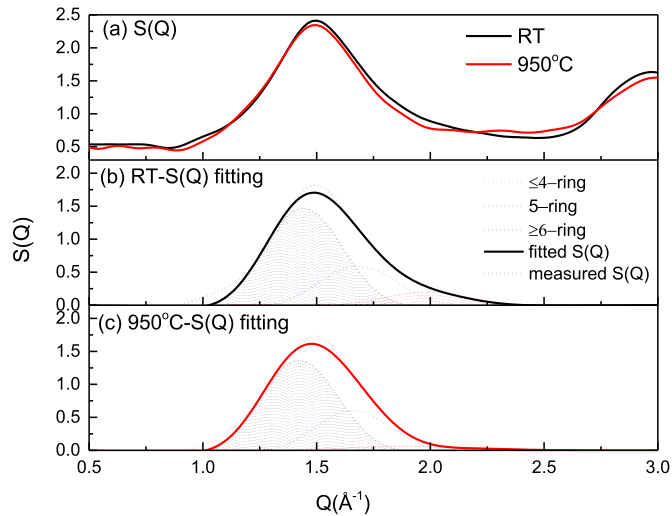 2.5
(a) S(Q)
RT
2.0
950°C
1.5
1.0
0.5
2.0
(b) RT-S(Q) fitting
≤4–ring
1.5
5–ring
≥6–ring
1.0
fitted S(Q)
0.5
measured S(Q)
0.0
S(Q)
2.0
(c) 950°C-S(Q) fitting
1.5
1.0
0.5
0.0
0.5 1.0 1.5 2.0 2.5 3.0
Q(Å⁻¹)